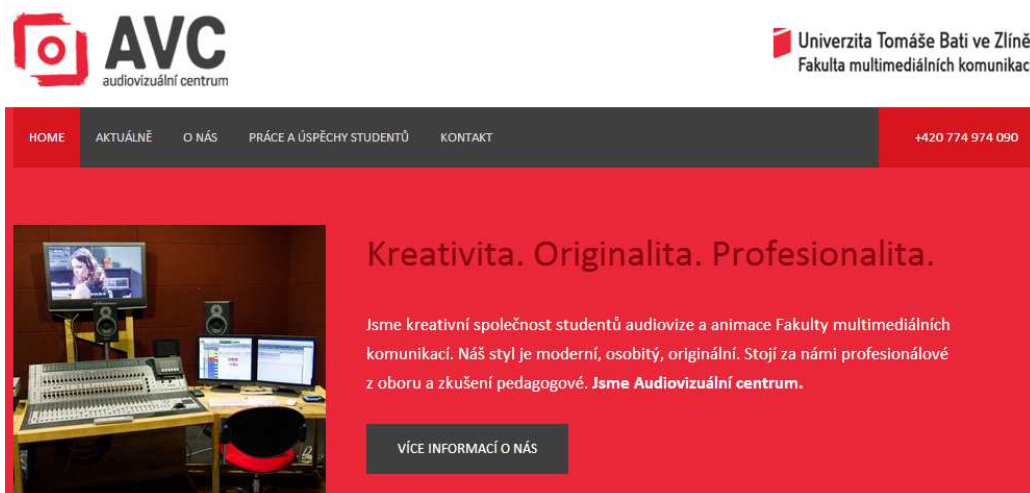 AVC
audiovizuální centrum
Univerzita Tomáše Bati ve Zlíně
Fakulta multimediálních komunikac
HOME AKTUÁLNĚ O NÁS PRÁCE A ÚSPĚCHY STUDENTŮ KONTAKT +420 774 974 090
Kreativita. Originalita. Profesionalita.
Jsme kreativní společnost studentů audiovize a animace Fakulty multimediálních
komunikací. Náš styl je moderní, osobitý, originální. Stojí za námi profesionálové
z oboru a zkušení pedagogové. Jsme Audiovizuální centrum.
VÍCE INFORMACÍ O NÁS